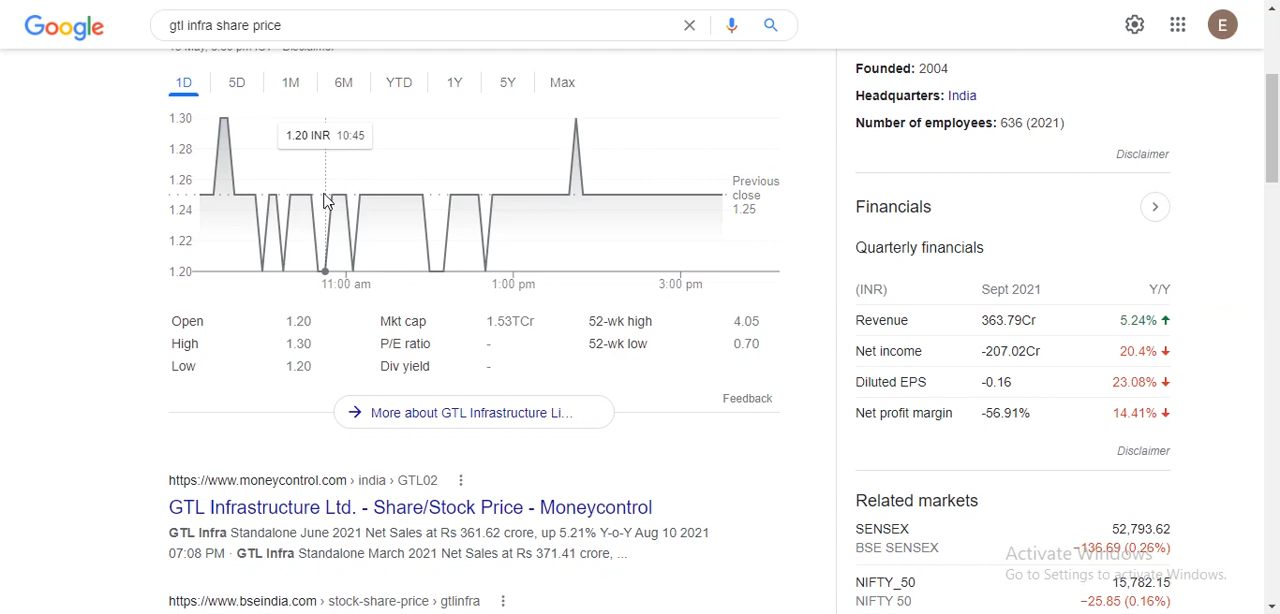 Google
gtl infra share price
E
1D 5D 1M 6M YTD 1Y 5Y Max
1.30
1.28
1.26
1.24
1.22
1.20
1.20 INR 10:45
Previous
close
1.25
11:00 am 1:00 pm 3:00 pm
Open 1.20 Mkt cap 1.53TCr 52-wk high 4.05
High 1.30 P/E ratio - 52-wk low 0.70
Low 1.20 Div yield -
Feedback
More about GTL Infrastructure Li...
https://www.moneycontrol.com › india › GTL02
GTL Infrastructure Ltd. - Share/Stock Price - Moneycontrol
GTL Infra Standalone June 2021 Net Sales at Rs 361.62 crore, up 5.21% Y-o-Y Aug 10 2021
07:08 PM · GTL Infra Standalone March 2021 Net Sales at Rs 371.41 crore, ...
https://www.bseindia.com › stock-share-price › gtlinfra
Founded: 2004
Headquarters: India
Number of employees: 636 (2021)
Disclaimer
Financials
Quarterly financials
(INR) Sept 2021 Y/Y
Revenue 363.79Cr 5.24%
Net income -207.02Cr 20.4%
Diluted EPS -0.16 23.08%
Net profit margin -56.91% 14.41%
Disclaimer
Related markets
SENSEX 52,793.62
BSE SENSEX -136.69 (0.26%)
NIFTY_50 15,782.15
NIFTY 50 -25.85 (0.16%)
Activate Windows
Go to Settings to activate Windows.